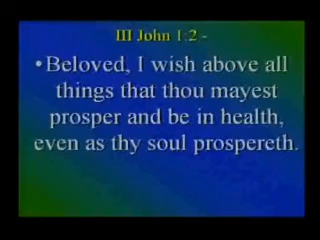 III John 1:2 -
•Beloved, I wish above all
things that thou mayest
prosper and be in health,
even as thy soul prospereth.